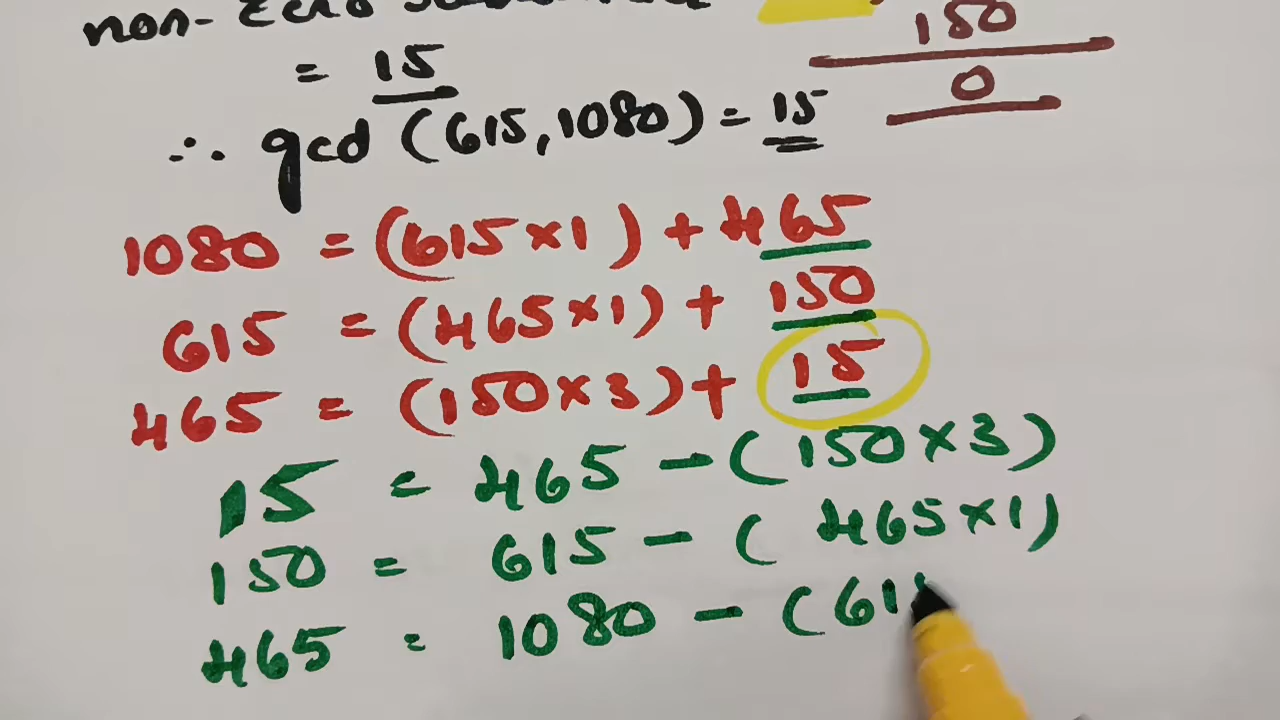 non-
= 15
150
0
∴ gcd (615,1080) = 15
1080 = (615×1) + 465
615 = (465×1) + 150
465 = (150×3) + 15
15 = 465 - (150×3)
150 = 615 - (465×1)
465 = 1080 - (61